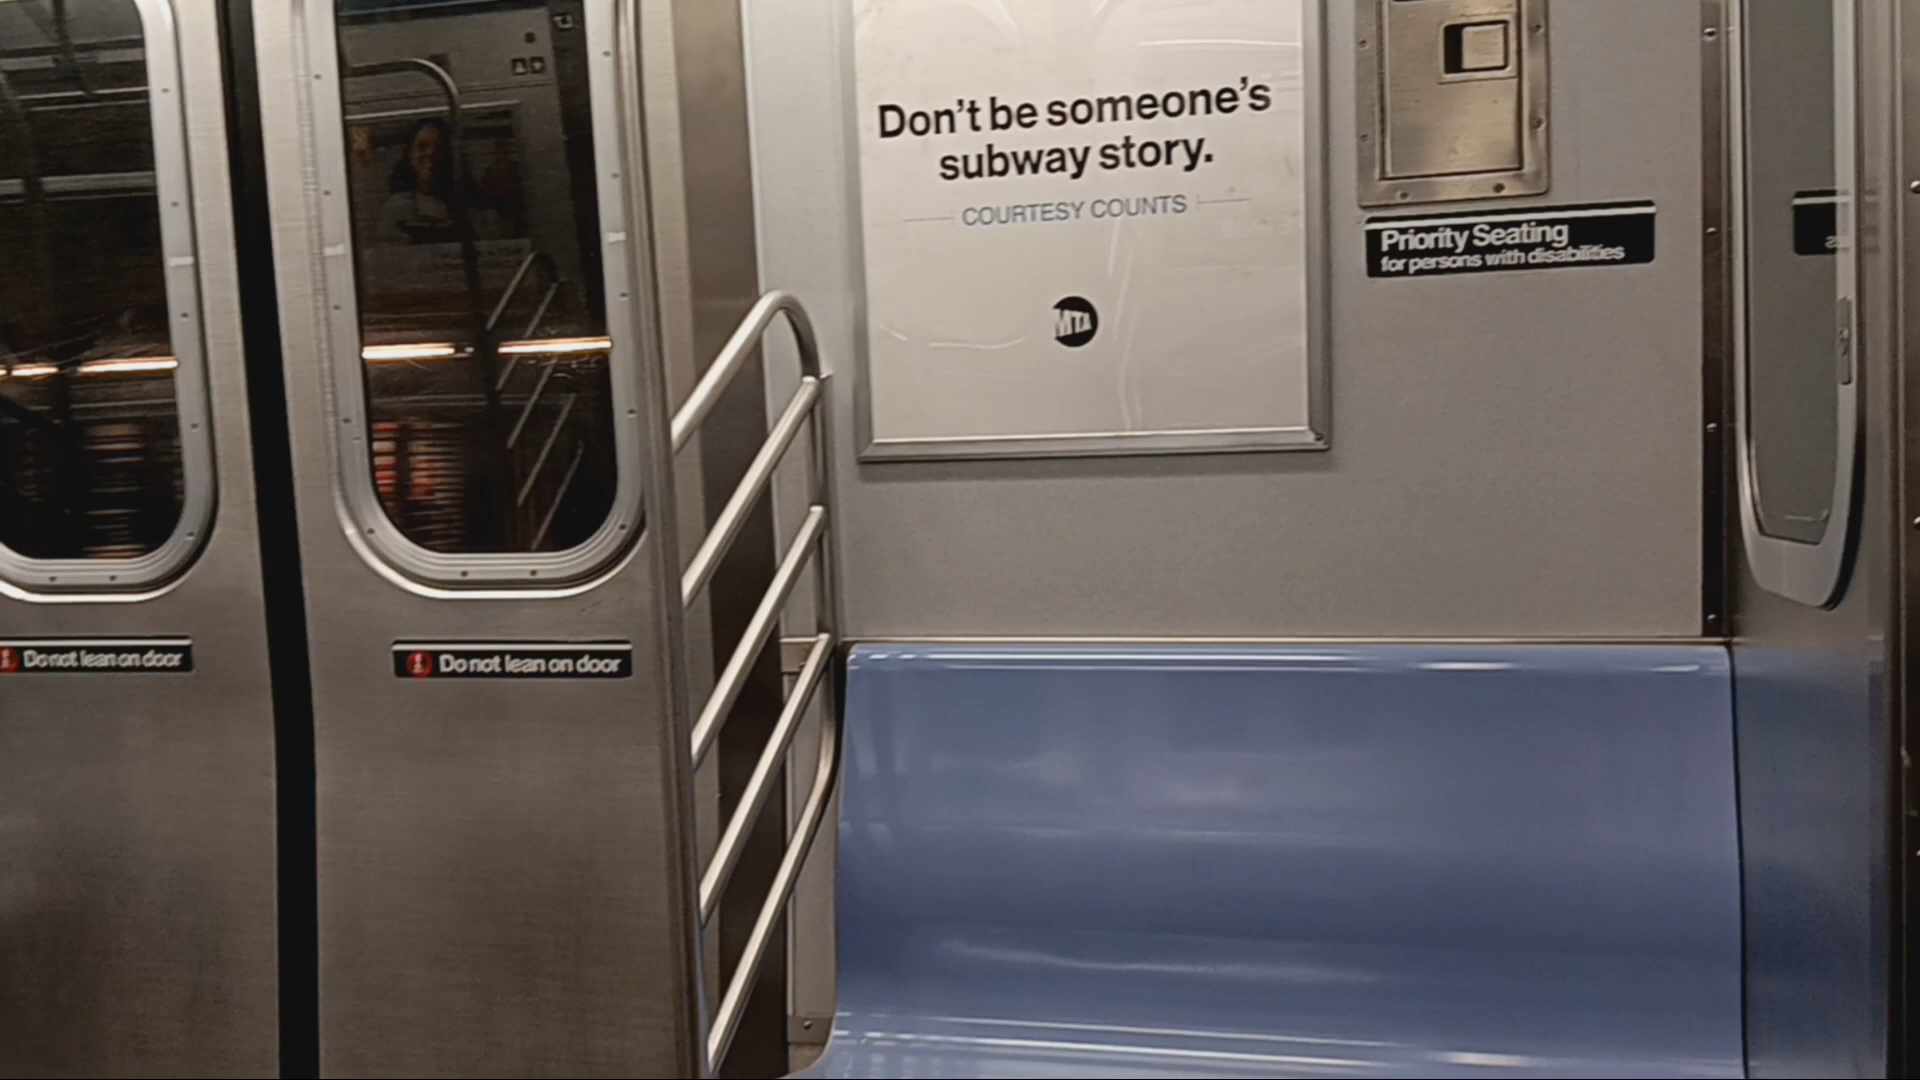 Don't be someone's
subway story.
COURTESY COUNTS
MTA
Priority Seating
for persons with disabilities
Do not lean on door
Do not lean on door